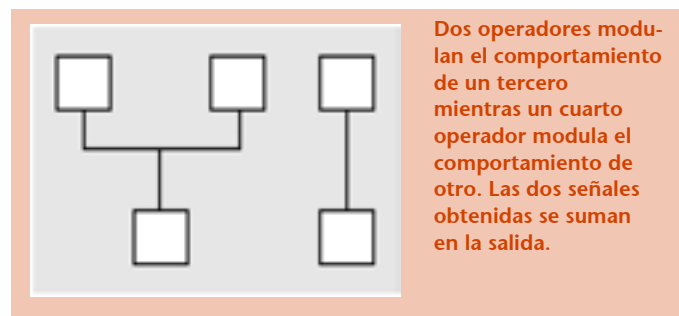 Dos operadores modu-
lan el comportamiento
de un tercero
mientras un cuarto
operador modula el
comportamiento de
otro. Las dos señales
obtenidas se suman
en la salida.